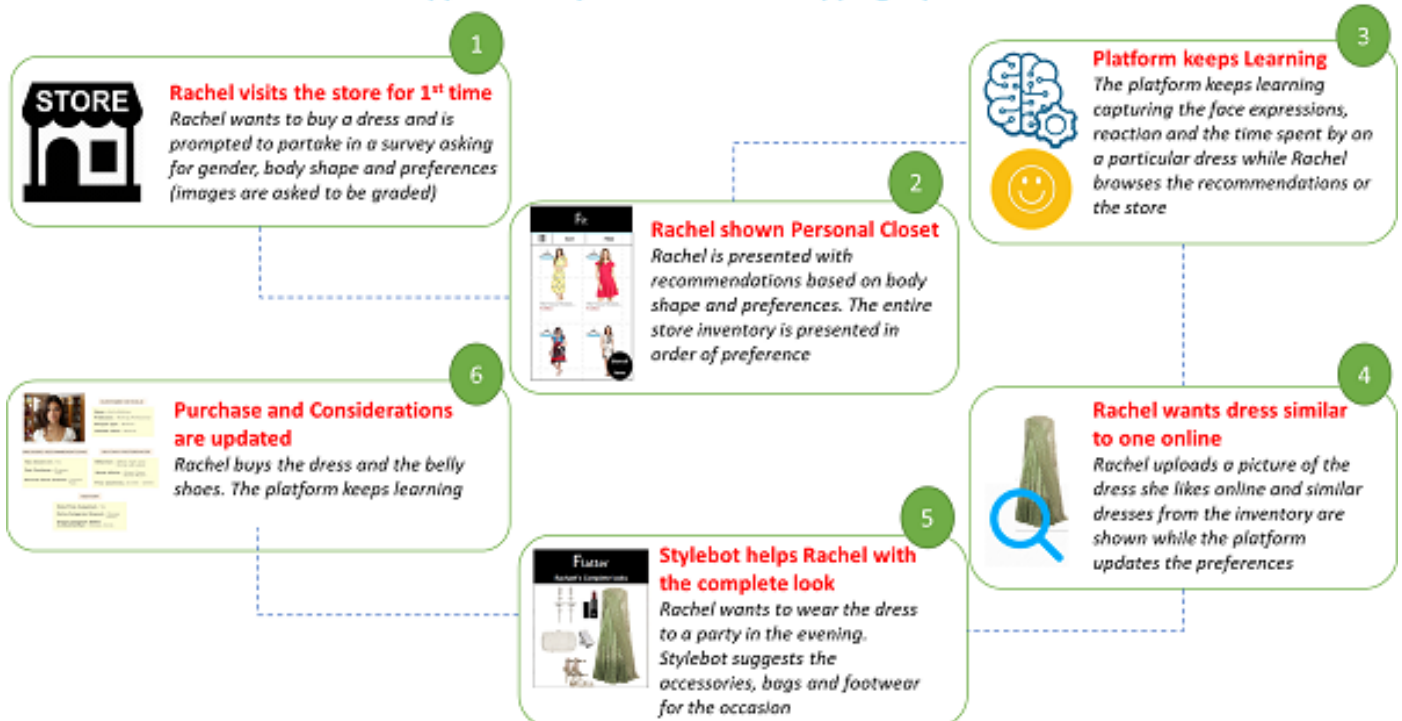 1
STORE
Rachel visits the store for 1st time
Rachel wants to buy a dress and is
prompted to partake in a survey asking
for gender, body shape and preferences
(images are asked to be graded)
2
Rachel shown Personal Closet
Rachel is presented with
recommendations based on body
shape and preferences. The entire
store inventory is presented in
order of preference
3
Platform keeps Learning
The platform keeps learning
capturing the face expressions,
reaction and the time spent by on
a particular dress while Rachel
browses the recommendations or
the store
4
Rachel wants dress similar
to one online
Rachel uploads a picture of the
dress she likes online and similar
dresses from the inventory are
shown while the platform
updates the preferences
5
Flatter
Rachael's Complete looks
Stylebot helps Rachel with
the complete look
Rachel wants to wear the dress
to a party in the evening.
Stylebot suggests the
accessories, bags and footwear
for the occasion
6
Purchase and Considerations
are updated
Rachel buys the dress and the belly
shoes. The platform keeps learning